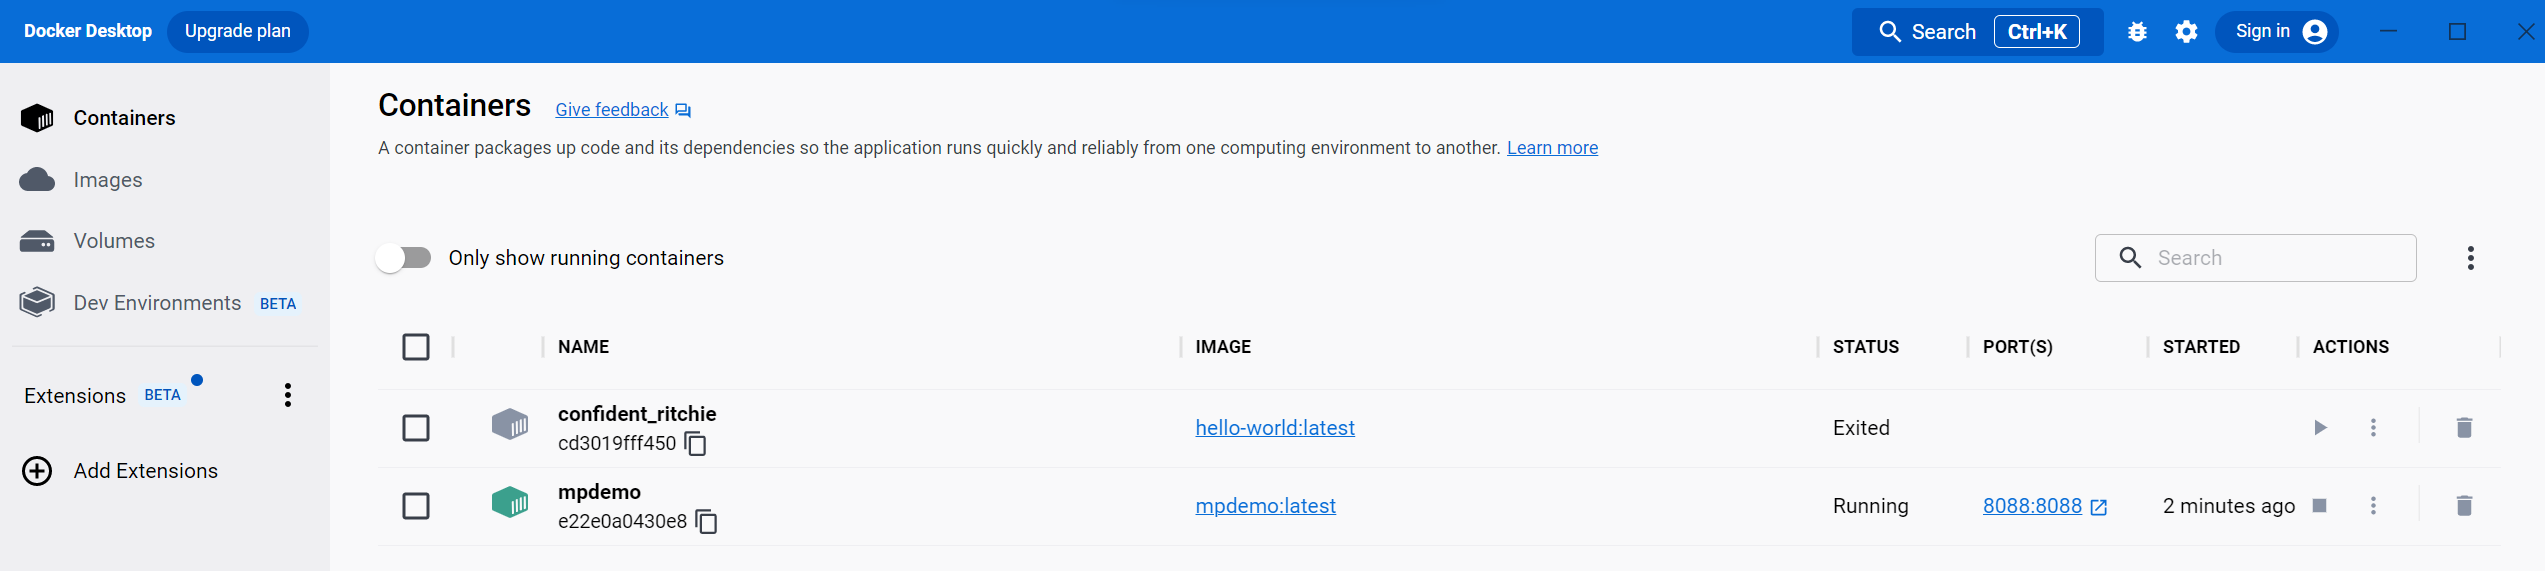 Docker Desktop Upgrade plan Search Ctrl+K Sign in
Containers
Images
Volumes
Dev Environments BETA
Extensions BETA
Add Extensions
Containers Give feedback
A container packages up code and its dependencies so the application runs quickly and reliably from one computing environment to another. Learn more
Only show running containers Search
NAME IMAGE STATUS PORT(S) STARTED ACTIONS
confident_ritchie
cd3019fff450 hello-world:latest Exited
mpdemo
e22e0a0430e8 mpdemo:latest Running 8088:8088 2 minutes ago